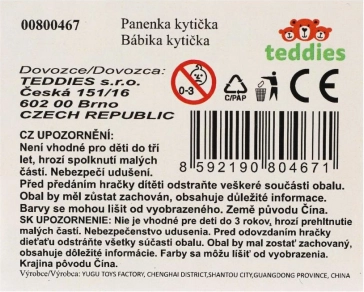 00800467
Panenka kytička
Bábika kytička
teddies
Dovozce/Dovozca:
TEDDIES s.r.o.
Česká 151/16
602 00 Brno
CZECH REPUBLIC
0-3
C/PAP
8 592190 804671
CZ UPOZORNĚNÍ:
Není vhodné pro děti do tří
let, hrozí spolknutí malých
částí. Nebezpečí udušení.
Před předáním hračky dítěti odstraňte veškeré součásti obalu.
Obal by měl zůstat zachován, obsahuje důležité informace.
Barvy se mohou lišit od vyobrazeného. Země původu Čína.
SK UPOZORNENIE: Nie je vhodné pre deti do 3 rokov, hrozí prehltnutie
malých častí. Nebezpečenstvo udusenia. Pred odovzdaním hračky
dieťaťu odstráňte všetky súčasti obalu. Obal by mal zostať zachovaný,
obsahuje dôležité informácie. Farby sa môžu líšiť od vyobrazeného.
Krajina pôvodu Čína.
Výrobce/Výrobca: YUGU TOYS FACTORY, CHENGHAI DISTRICT,SHANTOU CITY,GUANGDONG PROVINCE, CHINA